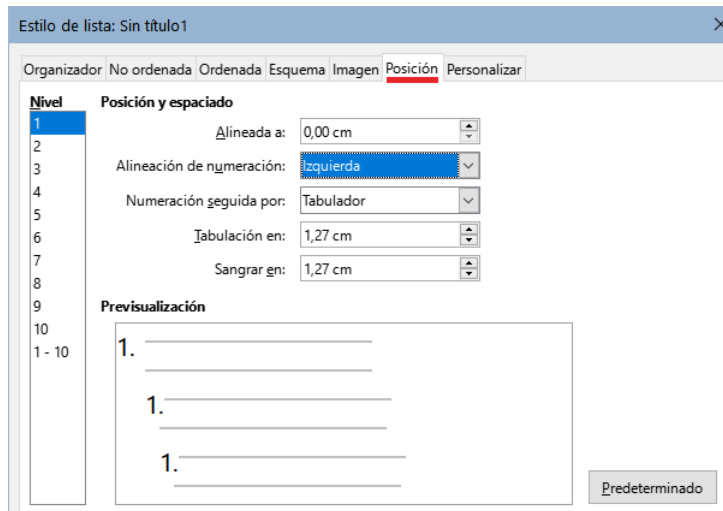 Estilo de lista: Sin título1
Organizador No ordenada Ordenada Esquema Imagen Posición Personalizar
Nivel
1
2
3
4
5
6
7
8
9
10
1 - 10
Posición y espaciado
Alineada a: 0,00 cm
Alineación de numeración: Izquierda
Numeración seguida por: Tabulador
Tabulación en: 1,27 cm
Sangrar en: 1,27 cm
Previsualización
1.
1.
1.
Predeterminado